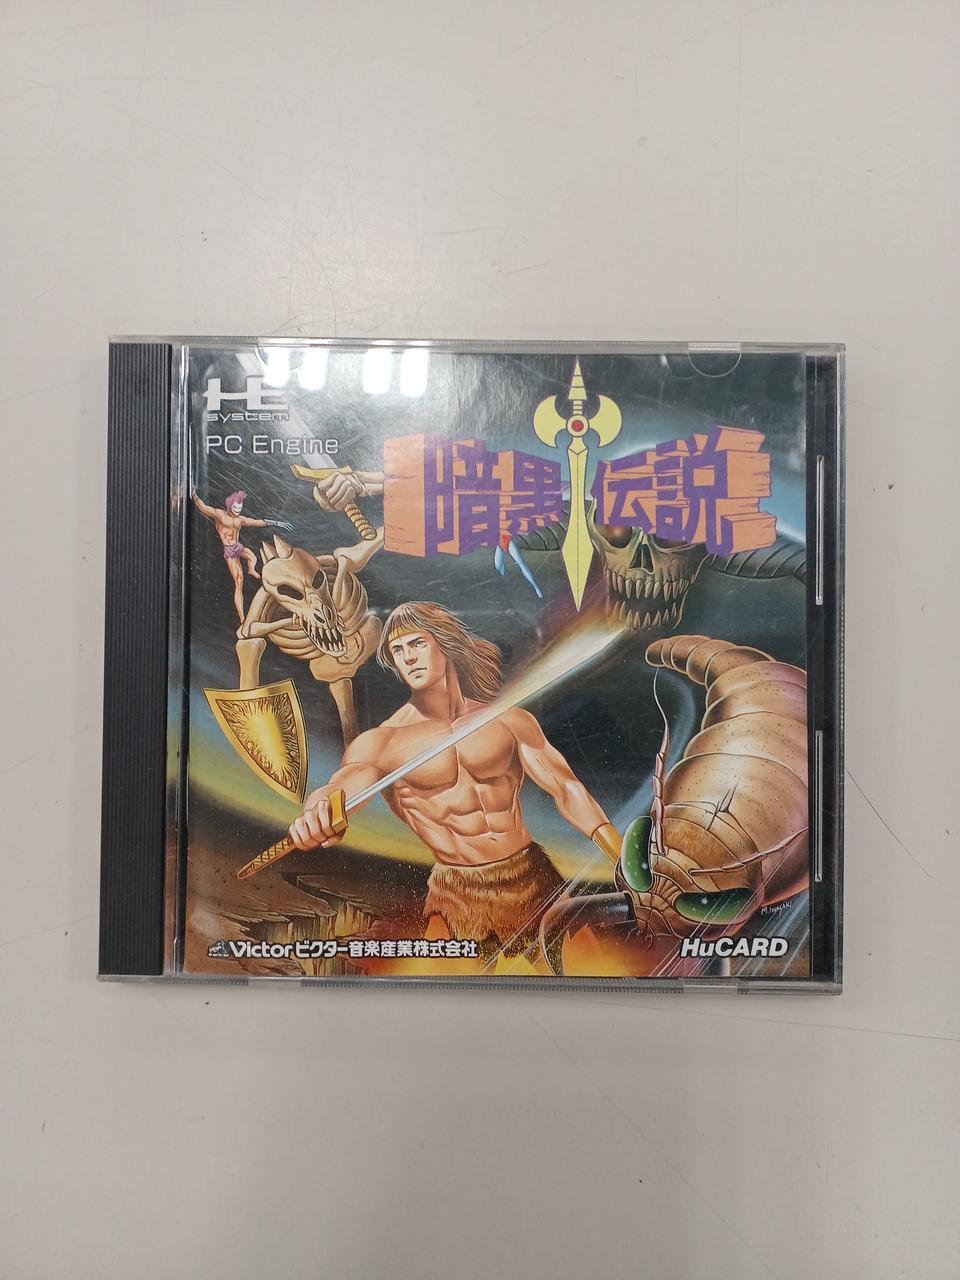 HE
system
PC Engine
暗黒伝説
M.Iwasaki
Victor ビクター音楽産業株式会社
HuCARD